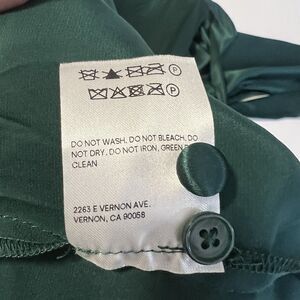 P
P
DO NOT WASH, DO NOT BLEACH, DO
NOT DRY. DO NOT IRON, GREEN
CLEAN
2263 E VERNON AVE.
VERNON, CA 90058